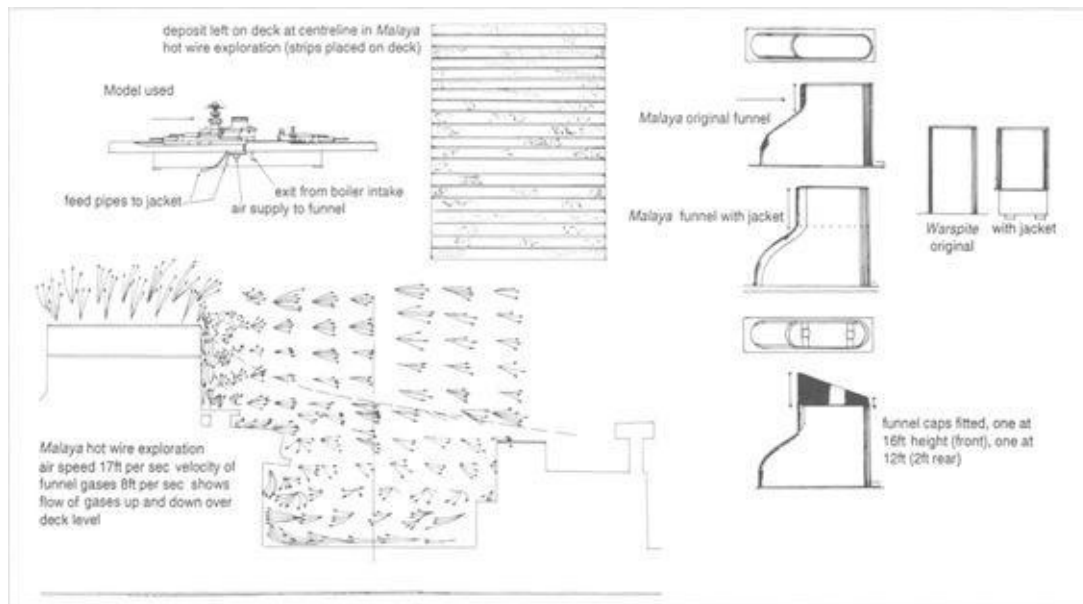 deposit left on deck at centreline in Malaya
hot wire exploration (strips placed on deck)
Model used
feed pipes to jacket
exit from boiler intake
air supply to funnel
Malaya original funnel
Malaya funnel with jacket
Warspite
original
with jacket
Malaya hot wire exploration
air speed 17ft per sec velocity of
funnel gases 8ft per sec shows
flow of gases up and down over
deck level
funnel caps fitted, one at
16ft height (front), one at
12ft (2ft rear)